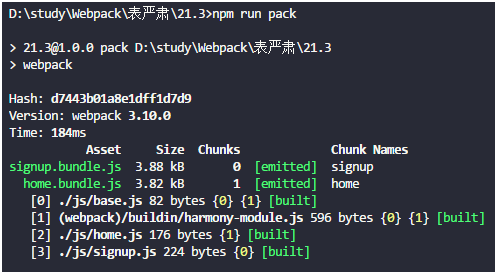 D:\study\Webpack\表严肃\21.3>npm run pack
> 21.3@1.0.0 pack D:\study\Webpack\表严肃\21.3
> webpack
Hash: d7443b01a8e1dff1d7d9
Version: webpack 3.10.0
Time: 184ms
Asset Size Chunks Chunk Names
signup.bundle.js 3.88 kB 0 [emitted] signup
home.bundle.js 3.82 kB 1 [emitted] home
[0] ./js/base.js 82 bytes {0} {1} [built]
[1] (webpack)/buildin/harmony-module.js 596 bytes {0} {1} [built]
[2] ./js/home.js 176 bytes {1} [built]
[3] ./js/signup.js 224 bytes {0} [built]